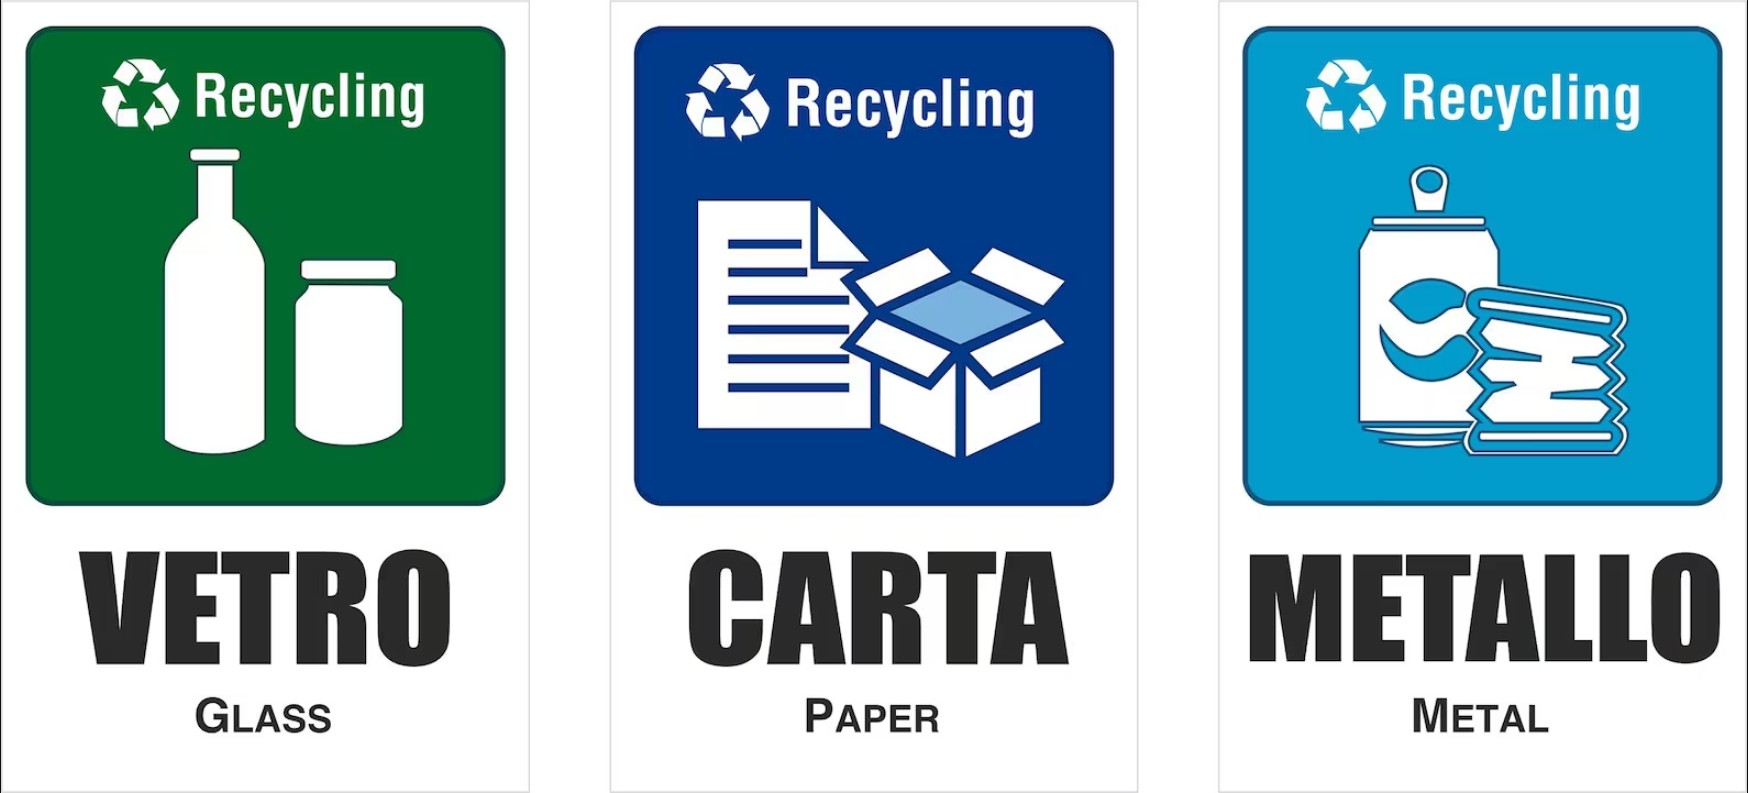 Recycling
VETRO
GLASS
Recycling
CARTA
PAPER
Recycling
METALLO
METAL